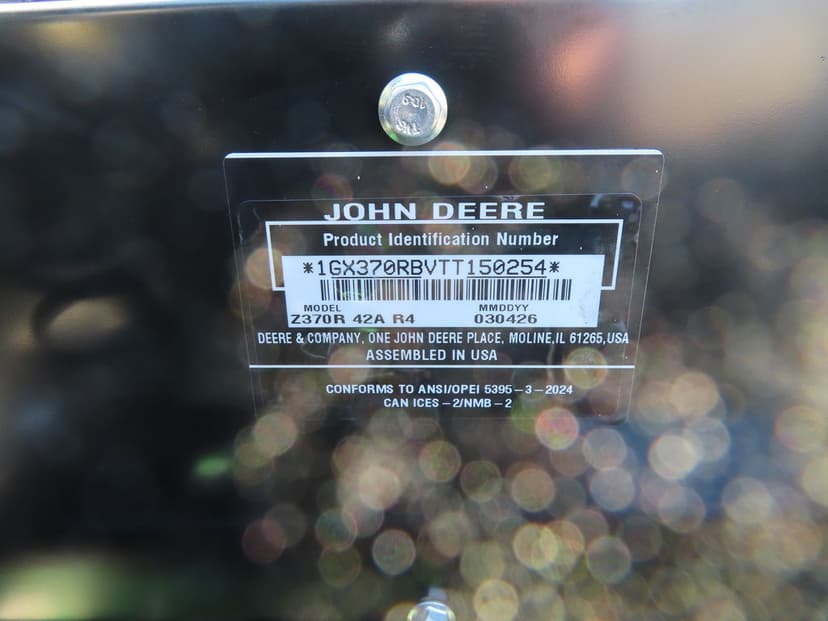 JOHN DEERE
Product Identification Number
*1GX370RBVTT150254*
MODEL MMDDYY
Z370R 42A R4 030426
DEERE & COMPANY, ONE JOHN DEERE PLACE, MOLINE,IL 61265,USA
ASSEMBLED IN USA
CONFORMS TO ANSI/OPEI 5395-3-2024
CAN ICES-2/NMB-2